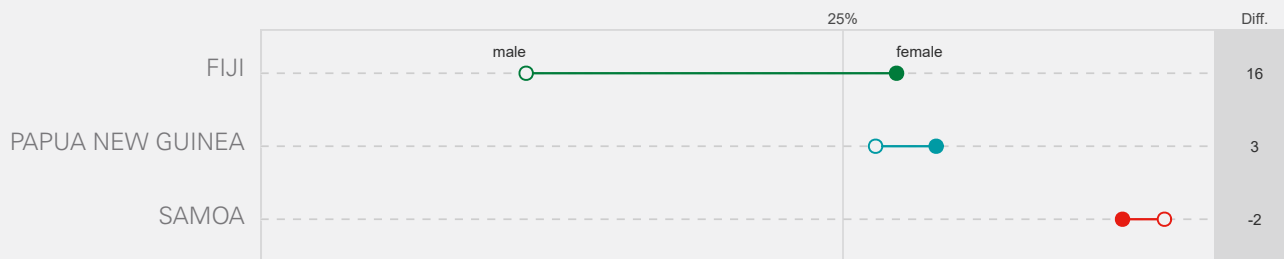 25% Diff.
male female
FIJI 16
PAPUA NEW GUINEA 3
SAMOA -2